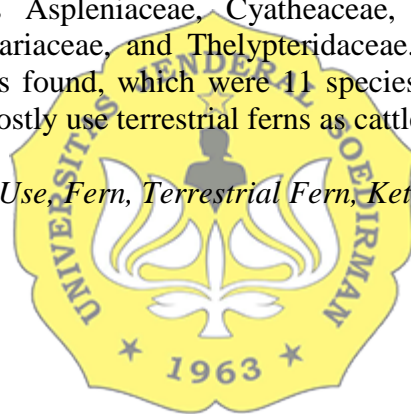 Aspleniaceae, Cyatheaceae,
ariaceae, and Thelypteridaceae.
s found, which were 11 species
ostly use terrestrial ferns as cattle
Use, Fern, Terrestrial Fern, Ket
UNIVERSITAS JENDERAL SOEDIRMAN
★ 1963 ★